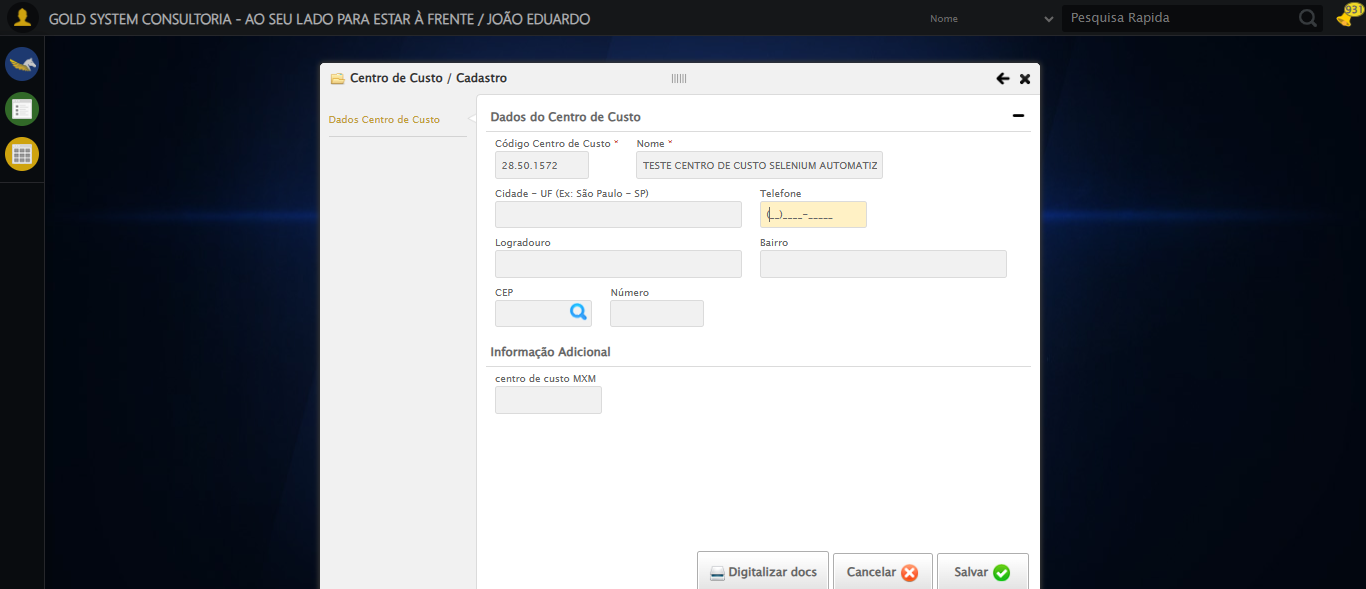 GOLD SYSTEM CONSULTORIA - AO SEU LADO PARA ESTAR À FRENTE / JOÃO EDUARDO
Nome
Pesquisa Rapida
931
Centro de Custo / Cadastro
Dados Centro de Custo
Dados do Centro de Custo
Código Centro de Custo * Nome *
28.50.1572 TESTE CENTRO DE CUSTO SELENIUM AUTOMATIZ
Cidade - UF (Ex: São Paulo - SP) Telefone
(__)____-_____
Logradouro Bairro
CEP Número
Informação Adicional
centro de custo MXM
Digitalizar docs Cancelar Salvar